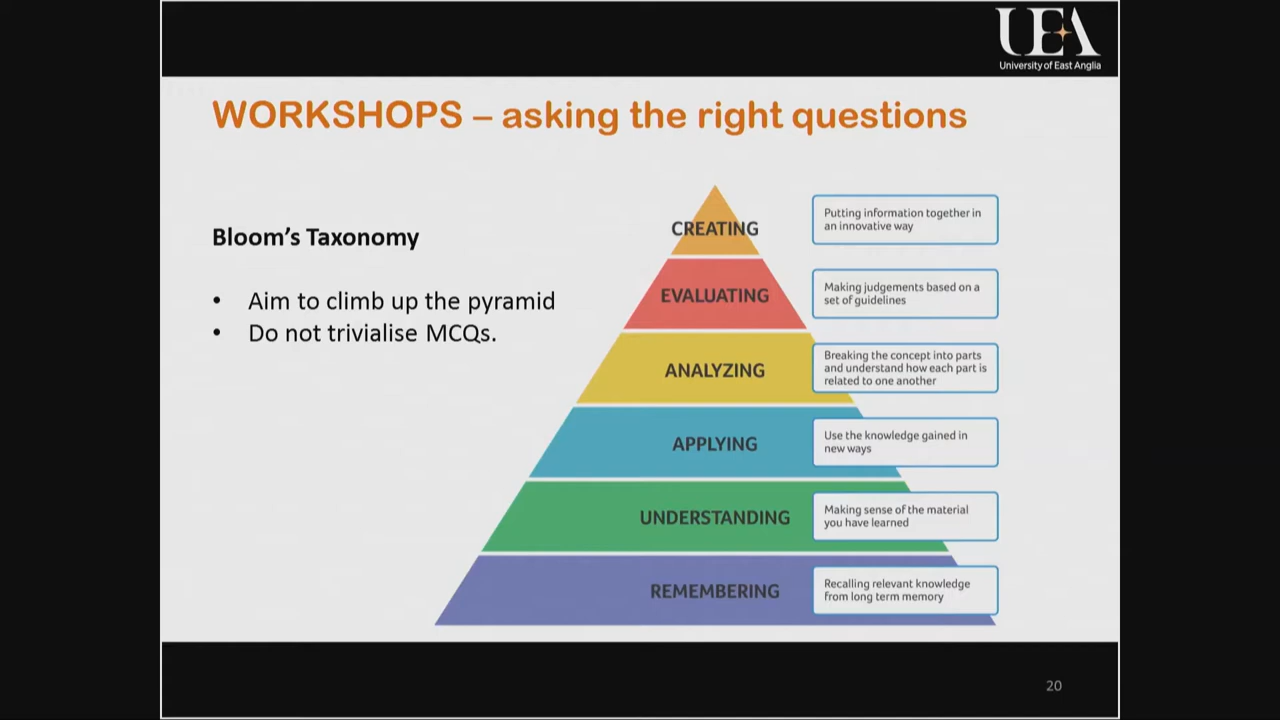 UEA
University of East Anglia
WORKSHOPS – asking the right questions
Bloom's Taxonomy
• Aim to climb up the pyramid
• Do not trivialise MCQs.
CREATING
Putting information together in
an innovative way
EVALUATING
Making judgements based on a
set of guidelines
ANALYZING
Breaking the concept into parts
and understand how each part is
related to one another
APPLYING
Use the knowledge gained in
new ways
UNDERSTANDING
Making sense of the material
you have learned
REMEMBERING
Recalling relevant knowledge
from long term memory
20